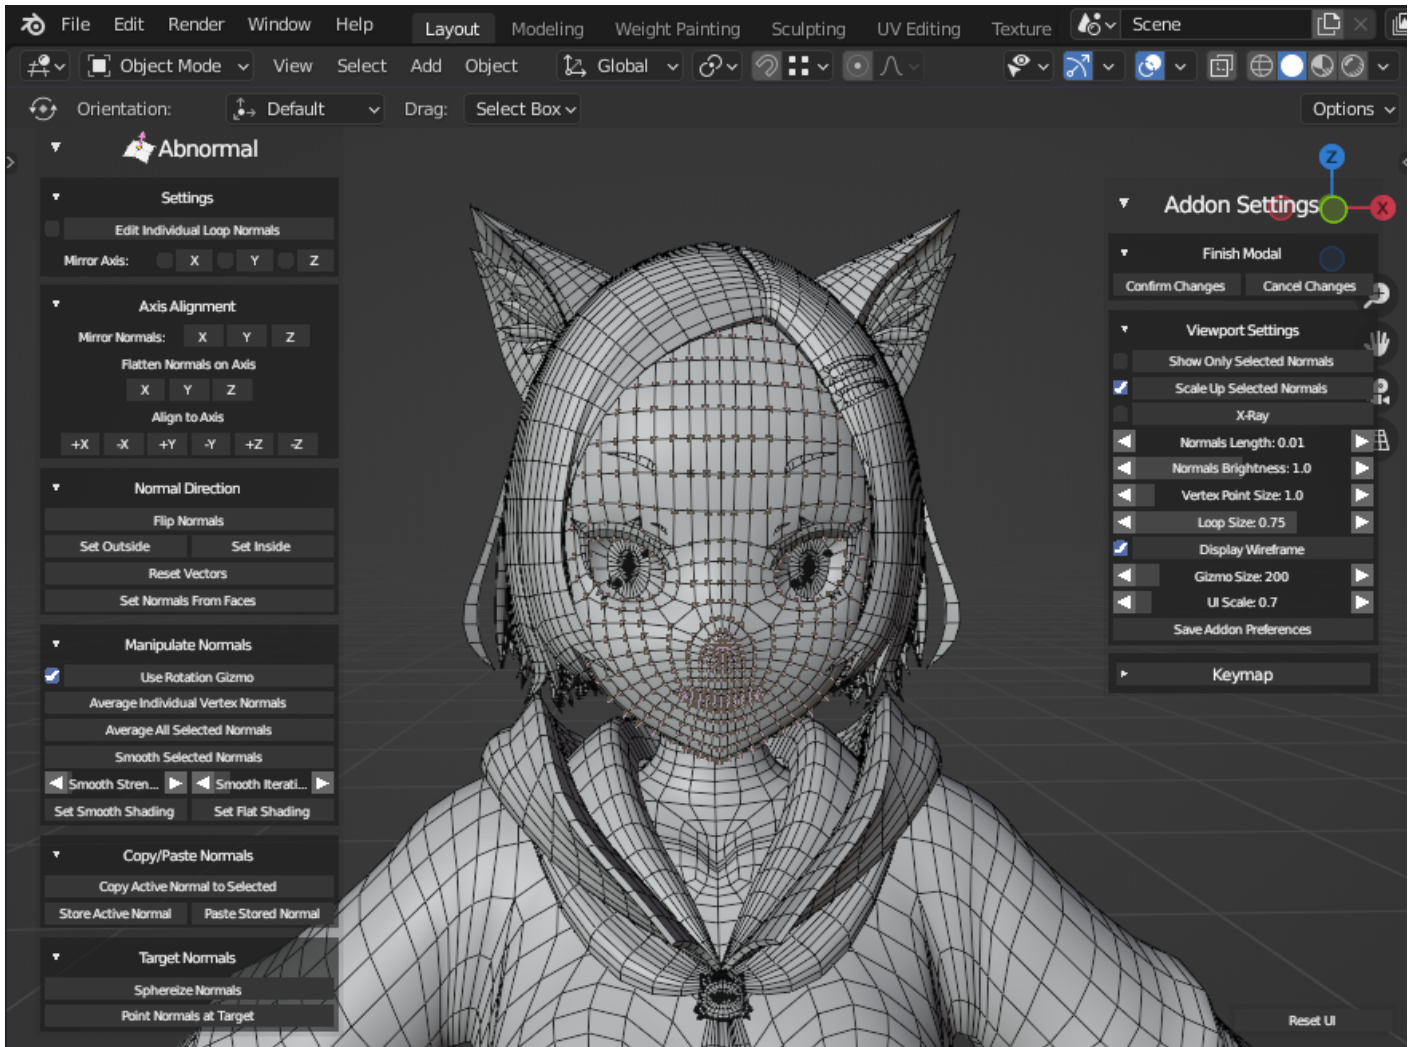 File Edit Render Window Help Layout Modeling Weight Painting Sculpting UV Editing Texture Scene
Object Mode View Select Add Object Global
Orientation: Default Drag: Select Box Options
Abnormal
Settings
Edit Individual Loop Normals
Mirror Axis: X Y Z
Axis Alignment
Mirror Normals: X Y Z
Flatten Normals on Axis
X Y Z
Align to Axis
+X -X +Y -Y +Z -Z
Normal Direction
Flip Normals
Set Outside Set Inside
Reset Vectors
Set Normals From Faces
Manipulate Normals
Use Rotation Gizmo
Average Individual Vertex Normals
Average All Selected Normals
Smooth Selected Normals
Smooth Stren... Smooth Iterati...
Set Smooth Shading Set Flat Shading
Copy/Paste Normals
Copy Active Normal to Selected
Store Active Normal Paste Stored Normal
Target Normals
Sphereize Normals
Point Normals at Target
Z
Addon Settings X
Finish Modal
Confirm Changes Cancel Changes
Viewport Settings
Show Only Selected Normals
Scale Up Selected Normals
X-Ray
Normals Length: 0.01
Normals Brightness: 1.0
Vertex Point Size: 1.0
Loop Size: 0.75
Display Wireframe
Gizmo Size: 200
UI Scale: 0.7
Save Addon Preferences
Keymap
Reset UI